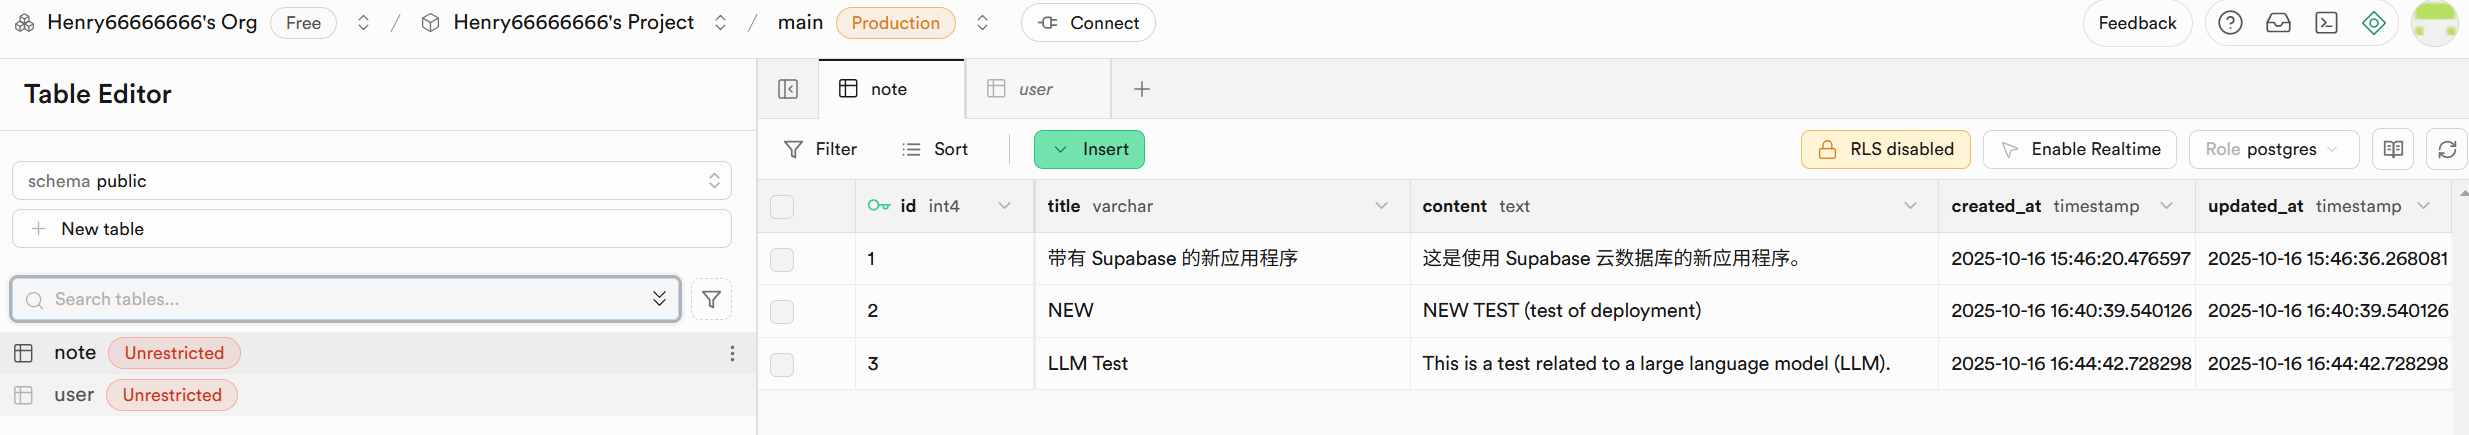 Henry66666666's Org Free / Henry66666666's Project / main Production Connect Feedback
Table Editor
note user
Filter Sort Insert RLS disabled Enable Realtime Role postgres
schema public
New table
Search tables...
note Unrestricted
user Unrestricted
id int4 title varchar content text created_at timestamp updated_at timestamp
1 带有 Supabase 的新应用程序 这是使用 Supabase 云数据库的新应用程序。 2025-10-16 15:46:20.476597 2025-10-16 15:46:36.268081
2 NEW NEW TEST (test of deployment) 2025-10-16 16:40:39.540126 2025-10-16 16:40:39.540126
3 LLM Test This is a test related to a large language model (LLM). 2025-10-16 16:44:42.728298 2025-10-16 16:44:42.728298